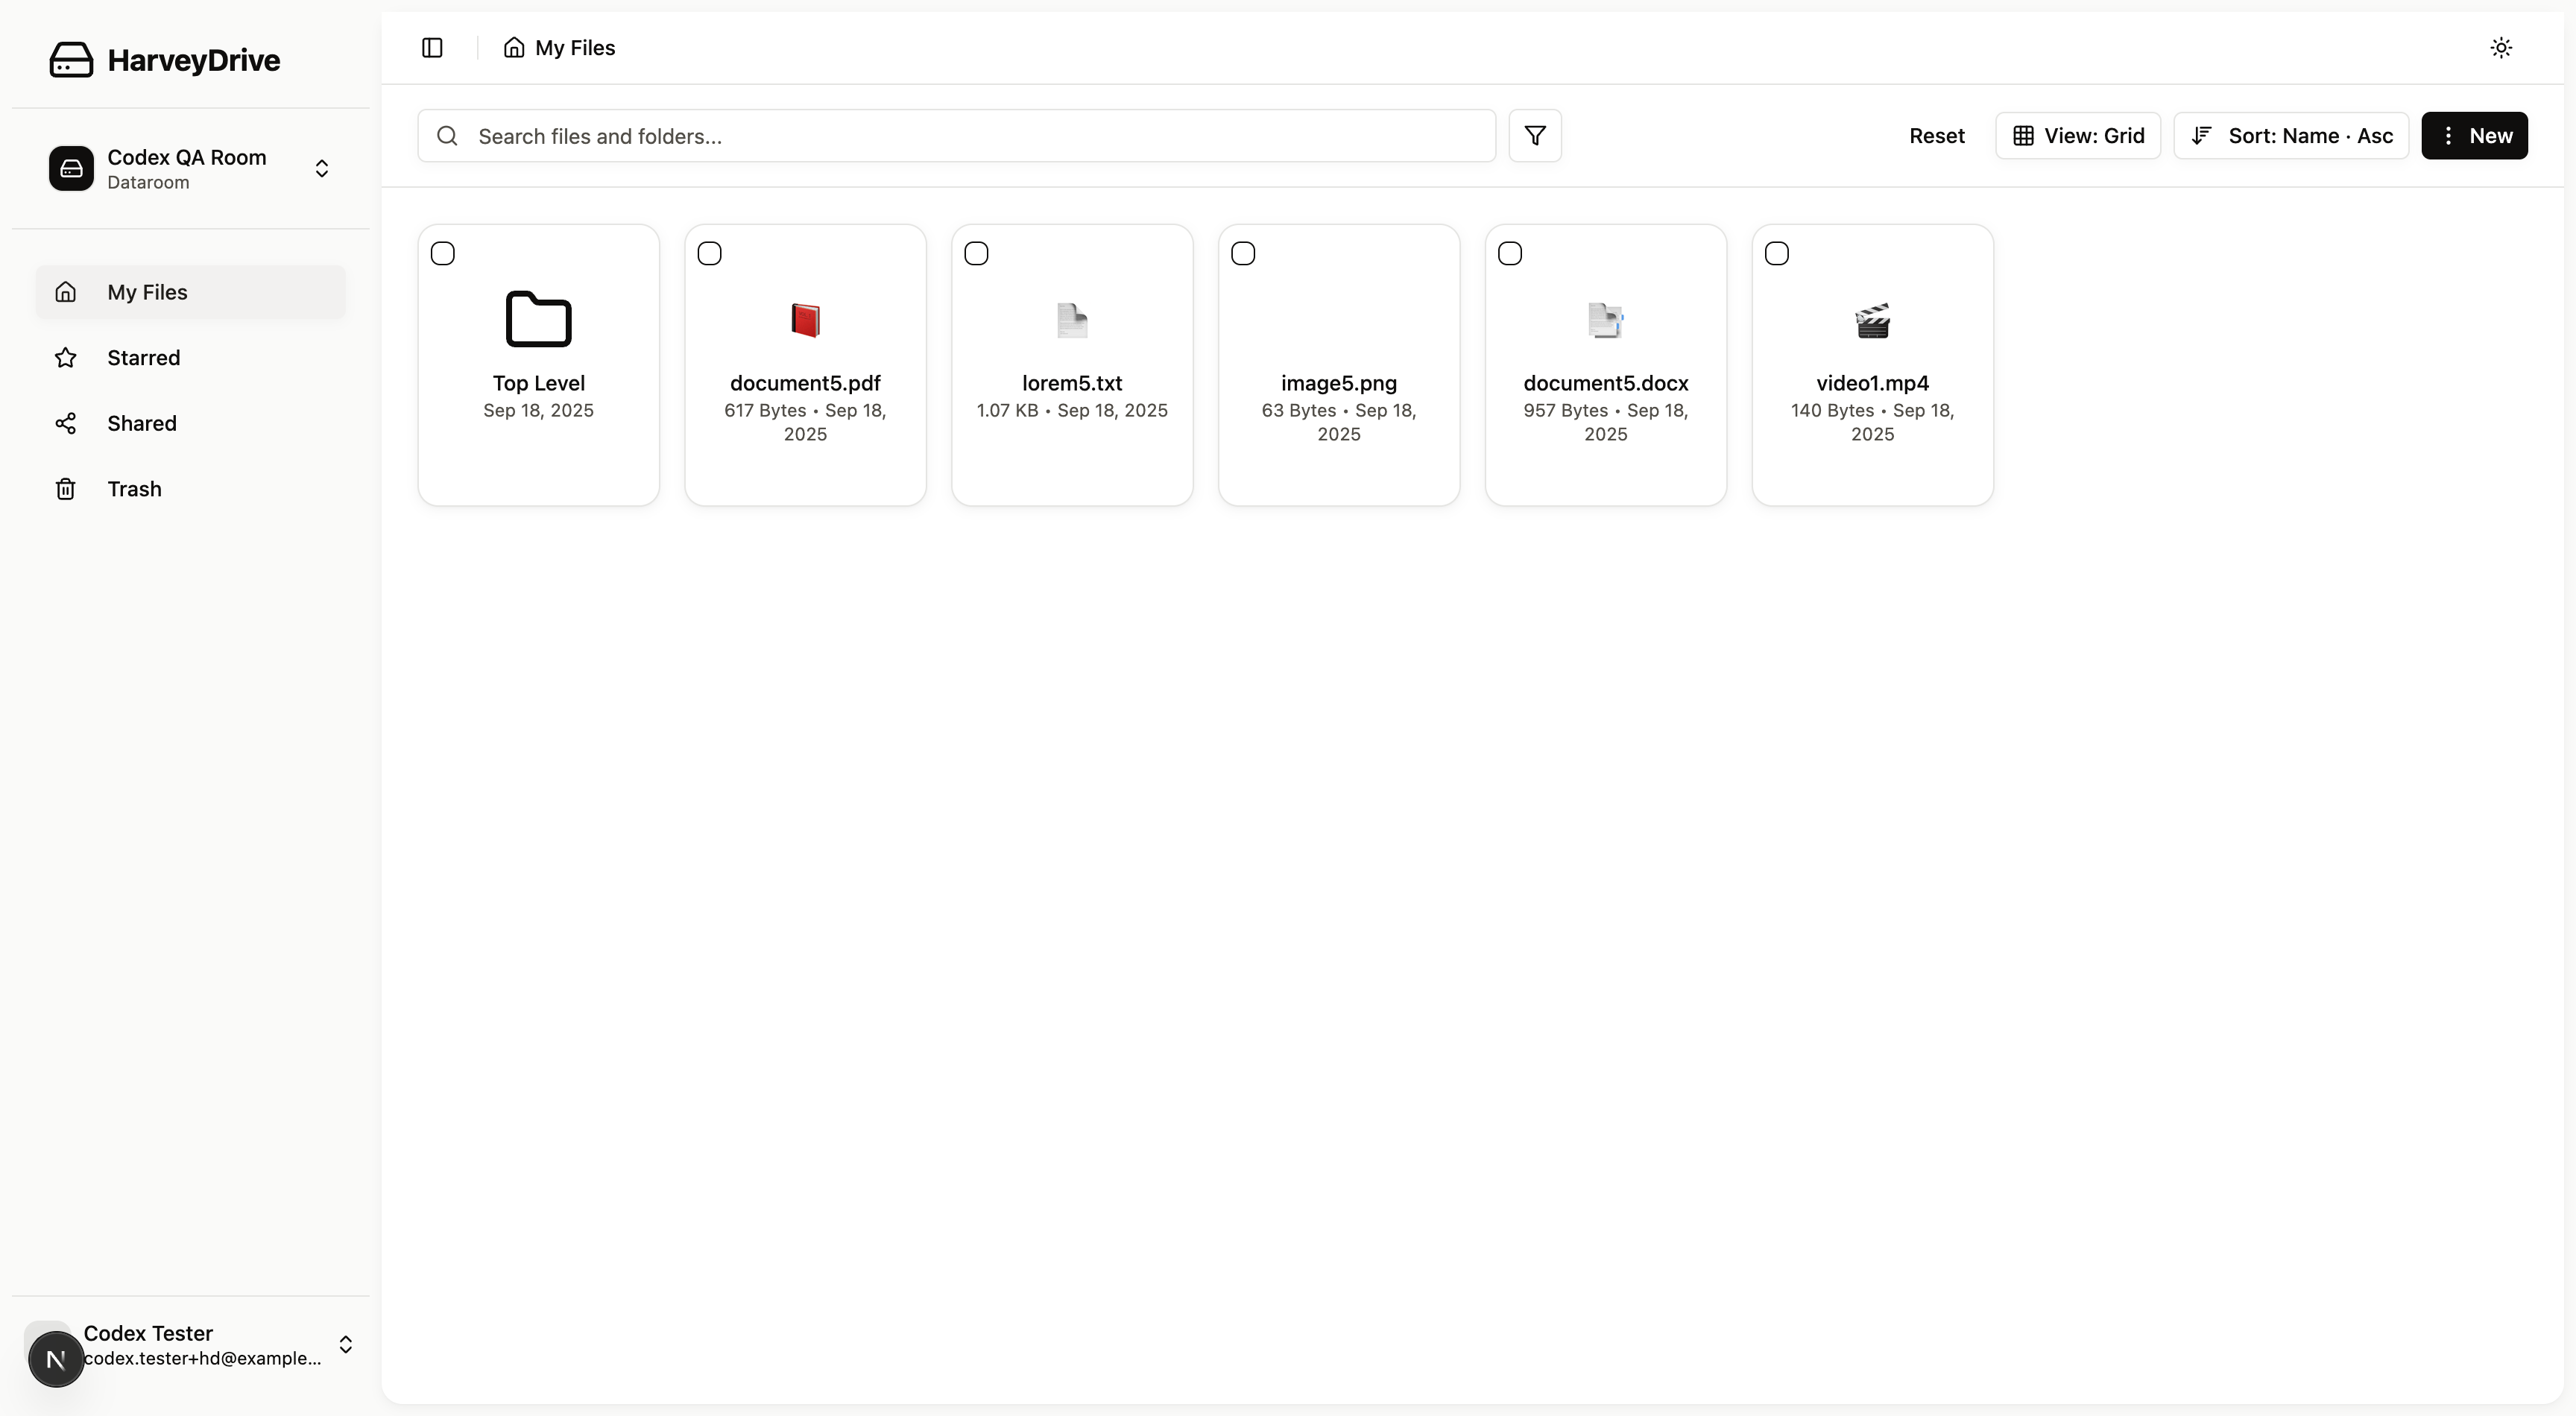 HarveyDrive
Codex QA Room
Dataroom
My Files
Starred
Shared
Trash
Codex Tester
codex.tester+hd@example...
N
My Files
Search files and folders...
Reset
View: Grid
Sort: Name · Asc
New
Top Level
Sep 18, 2025
document5.pdf
617 Bytes • Sep 18,
2025
lorem5.txt
1.07 KB • Sep 18, 2025
image5.png
63 Bytes • Sep 18,
2025
document5.docx
957 Bytes • Sep 18,
2025
video1.mp4
140 Bytes • Sep 18,
2025